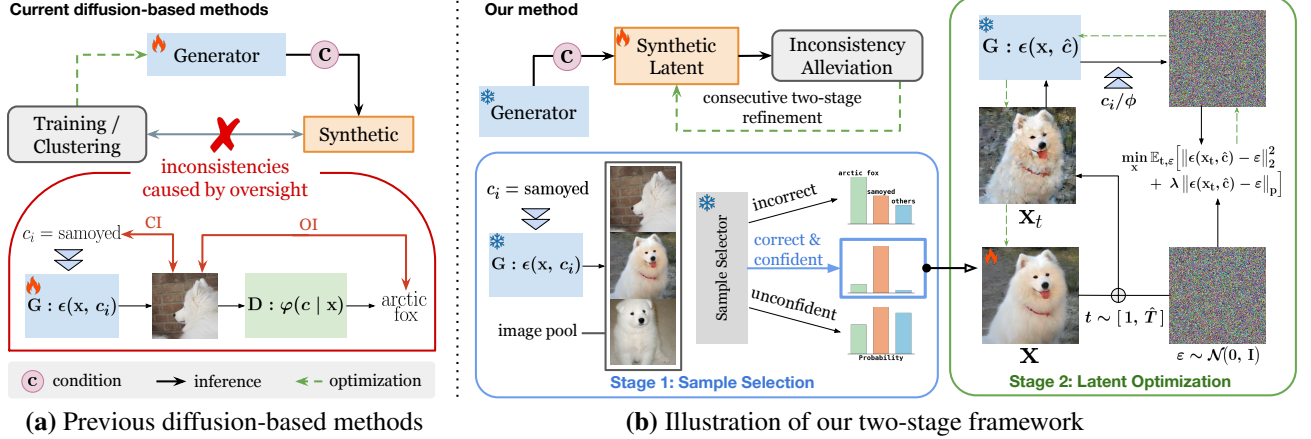 Current diffusion-based methods
Generator
C
Training /
Clustering
Synthetic
inconsistencies
caused by oversight
c_i = samoyed
CI
OI
G : ϵ(x, c_i)
D : φ(c | x)
arctic
fox
C condition
inference
optimization
(a) Previous diffusion-based methods
Our method
Generator
C
Synthetic
Latent
Inconsistency
Alleviation
consecutive two-stage
refinement
c_i = samoyed
G : ϵ(x, c_i)
image pool
Sample Selector
incorrect
correct &
confident
unconfident
arctic fox
samoyed
others
Probability
Stage 1: Sample Selection
G : ϵ(x, ĉ)
c_i/ϕ
min_x 𝔼_{t,ε}[‖ϵ(x_t, ĉ) − ε‖²₂
+ λ ‖ϵ(x_t, ĉ) − ε‖_p]
X_t
X
t ∼ [1, T̂]
ε ∼ 𝒩(0, I)
Stage 2: Latent Optimization
(b) Illustration of our two-stage framework